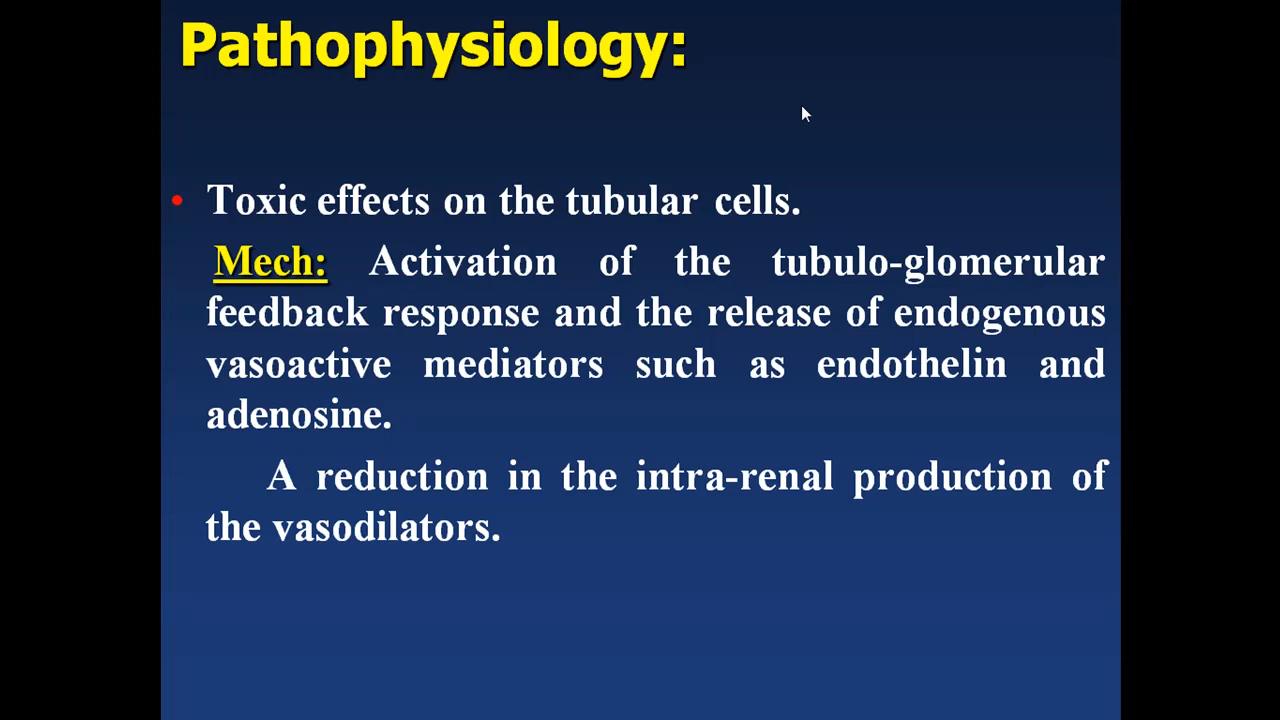 Pathophysiology:
• Toxic effects on the tubular cells.
Mech: Activation of the tubulo-glomerular
feedback response and the release of endogenous
vasoactive mediators such as endothelin and
adenosine.
A reduction in the intra-renal production of
the vasodilators.